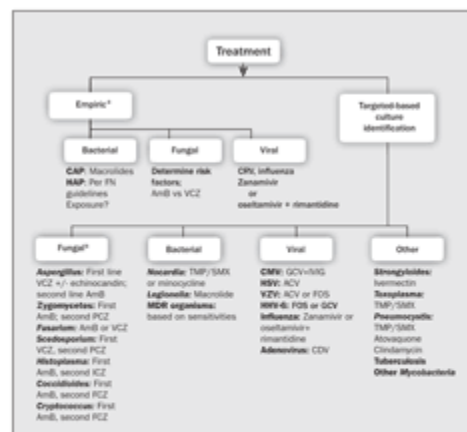 Treatment
Empiric
Targeted-based
culture
identification
Bacterial
Fungal
Viral
CAP: Macrolides
HAP: Per FN
guidelines
Exposure?
Determine risk
factors;
AmB vs VCZ
CRV, influenza
Zanamivir
or
oseltamivir + rimantidine
Fungal
Bacterial
Viral
Other
Aspergillus: First line
VCZ +/- echinocandin;
second line AmB
Zygomycetes: First
AmB; second PCZ
Fusarium: AmB or VCZ
Scedosporium: First
VCZ, second PCZ
Histoplasma: First
AmB, second ICZ
Coccidioides: First
AmB, second FCZ
Cryptococcus: First
AmB, second FCZ
Nocardia: TMP/SMX
or minocycline
Legionella: Macrolide
MDR organisms:
based on sensitivities
CMV: GCV+IVIG
HSV: ACV
VZV: ACV or FOS
HHV-6: FOS or GCV
Influenza: Zanamivir or
oseltamivir+
rimantidine
Adenovirus: CDV
Strongyloides:
Ivermectin
Toxoplasma:
TMP/SMX
Pneumocystis:
TMP/SMX
Atovaquone
Clindamycin
Tuberculosis
Other Mycobacteria